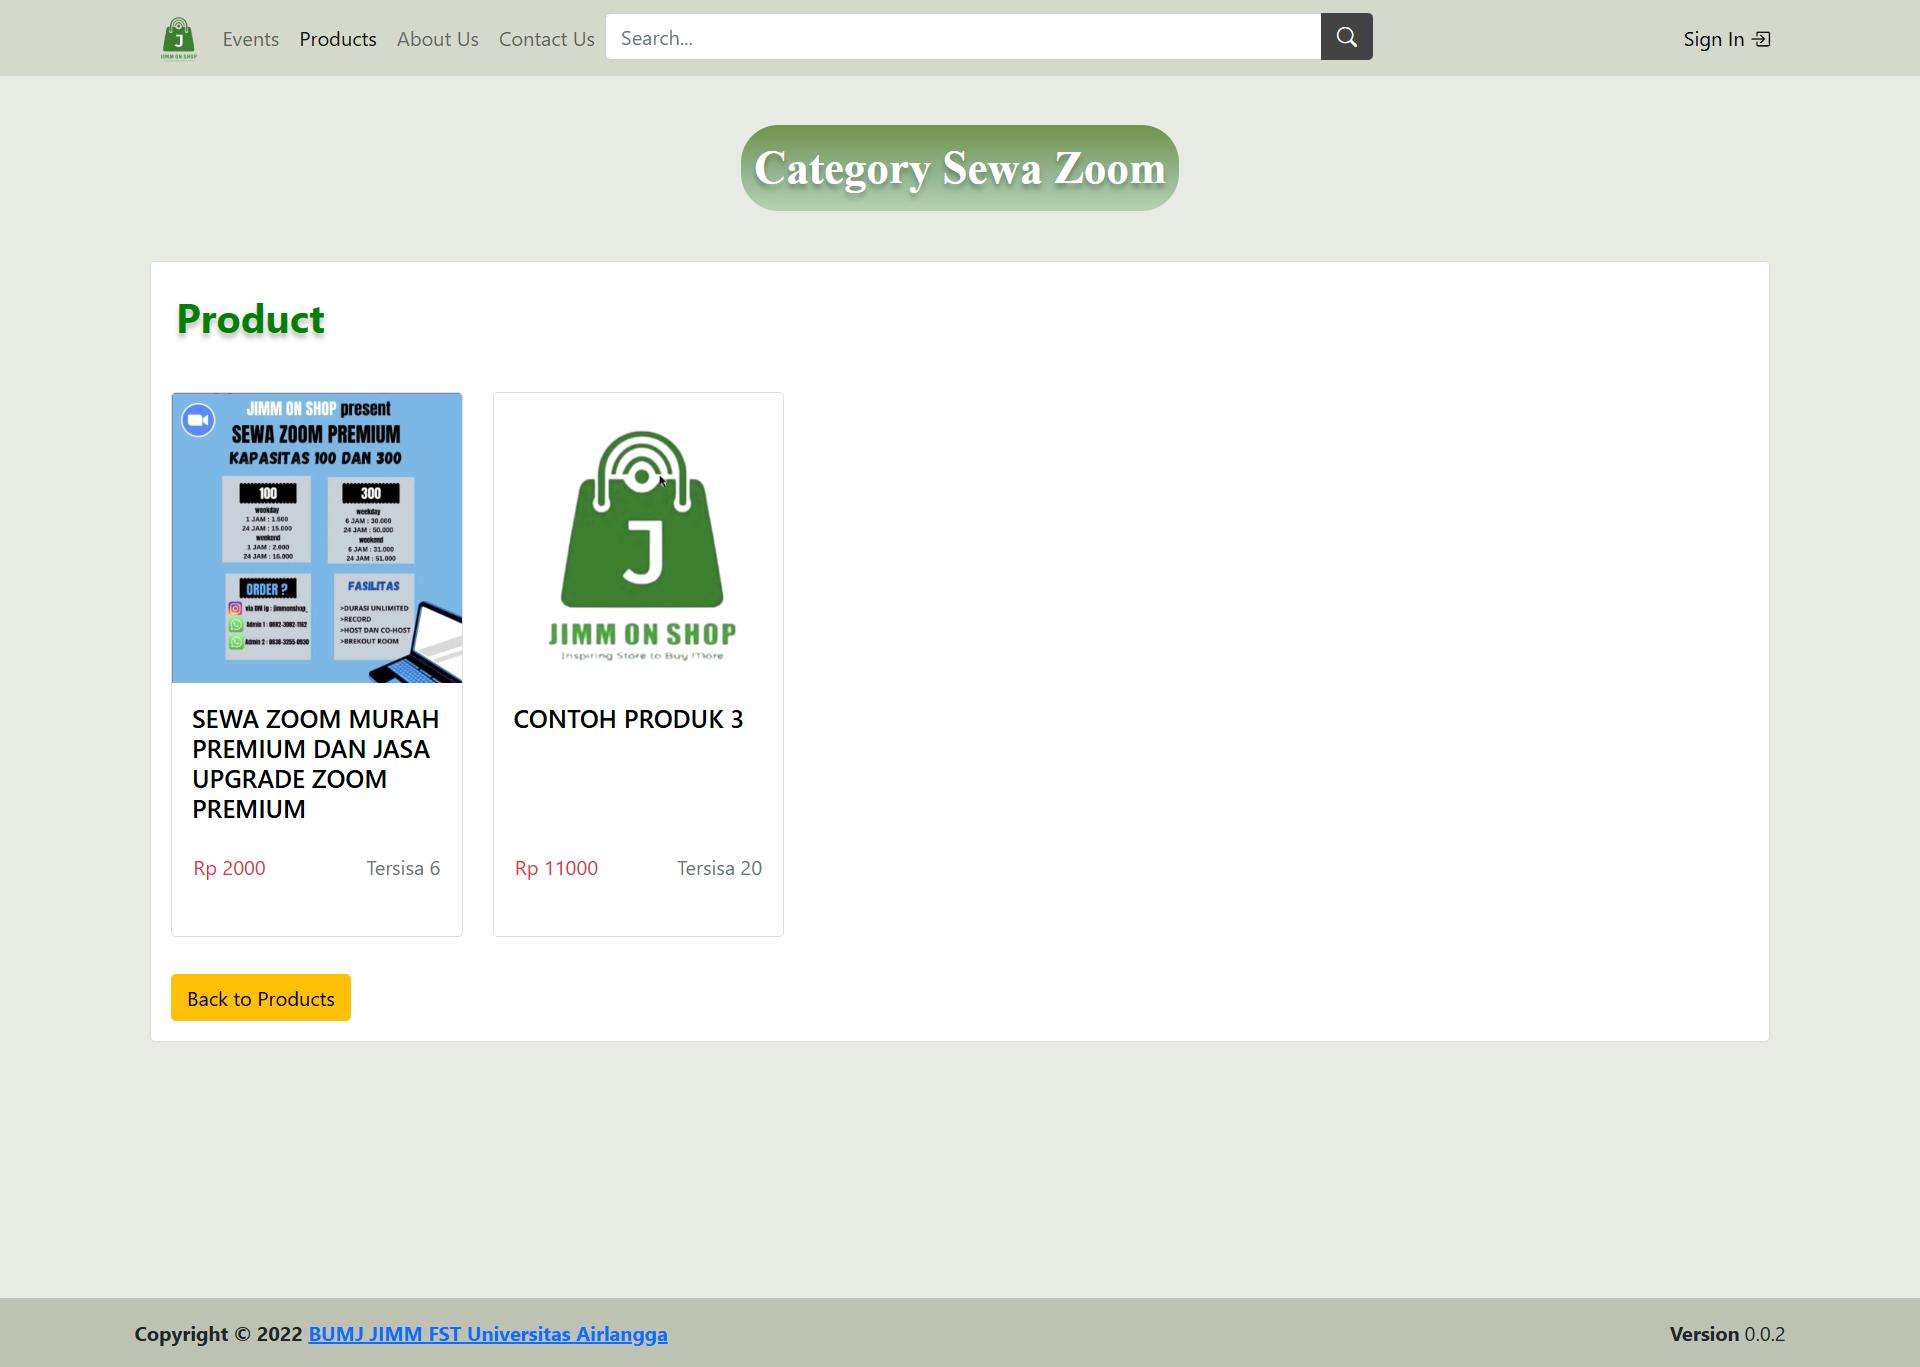 J
JIMM ON SHOP
Events
Products
About Us
Contact Us
Search...
Sign In
Category Sewa Zoom
Product
JIMM ON SHOP present
SEWA ZOOM PREMIUM
KAPASITAS 100 DAN 300
100
weekday
1 JAM : 1.500
24 JAM : 15.000
weekend
1 JAM : 2.000
24 JAM : 16.000
300
weekday
6 JAM : 30.000
24 JAM : 50.000
weekend
6 JAM : 31.000
24 JAM : 51.000
ORDER ?
via DM ig : jimmonshop_
Admin 1 :
Admin 2 :
FASILITAS
>DURASI UNLIMITED
>RECORD
>HOST DAN CO-HOST
>BREKOUT ROOM
J
JIMM ON SHOP
Inspiring Store to Buy More
SEWA ZOOM MURAH
PREMIUM DAN JASA
UPGRADE ZOOM
PREMIUM
Rp 2000
Tersisa 6
CONTOH PRODUK 3
Rp 11000
Tersisa 20
Back to Products
Copyright © 2022 BUMJ JIMM FST Universitas Airlangga
Version 0.0.2